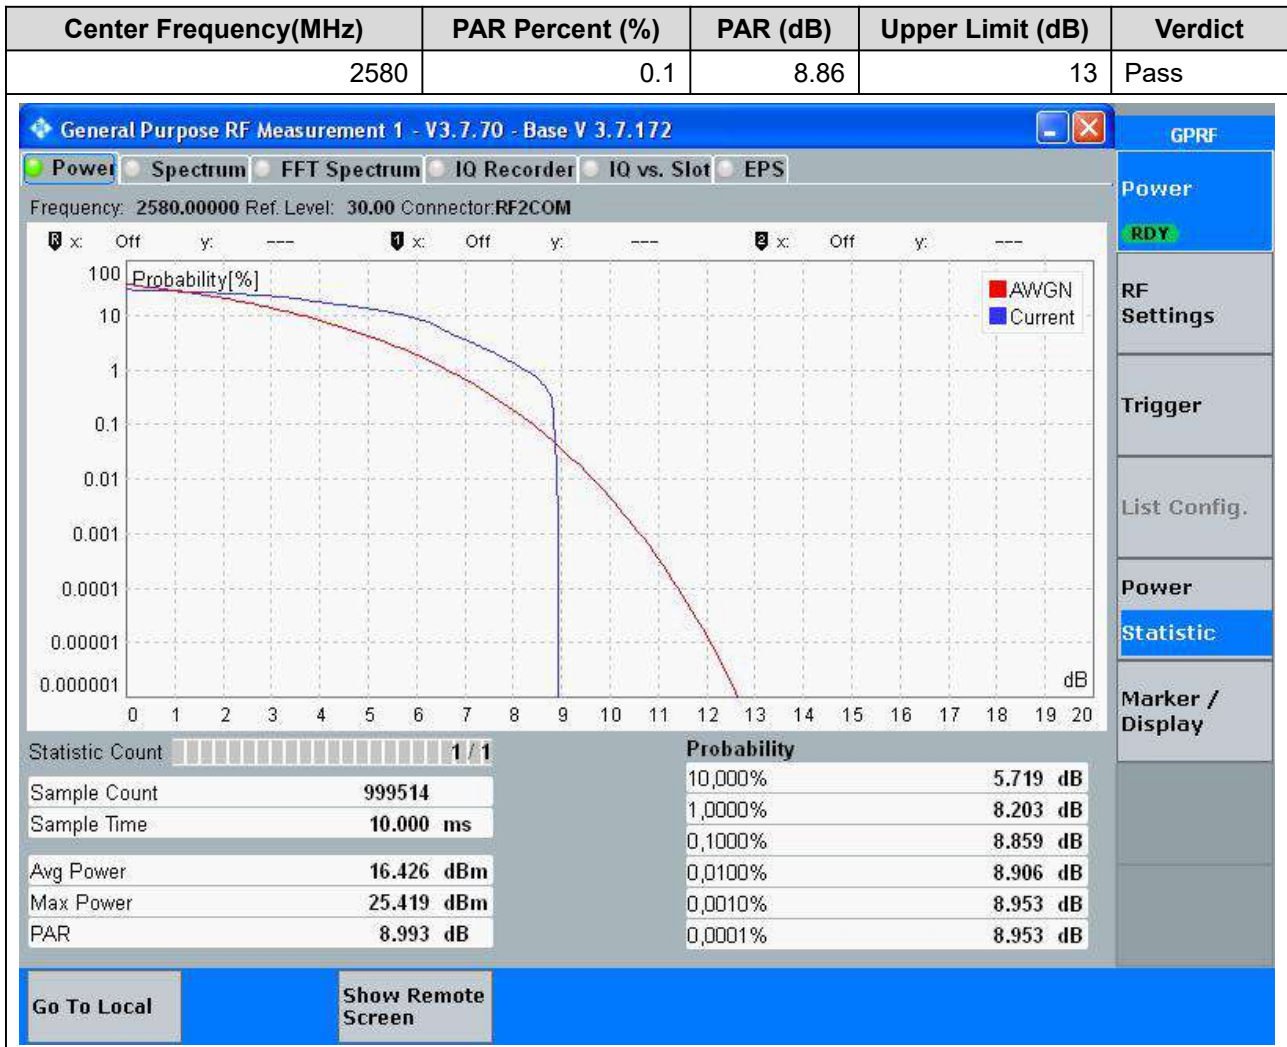 Center Frequency(MHz) PAR Percent (%) PAR (dB) Upper Limit (dB) Verdict
2580 0.1 8.86 13 Pass
General Purpose RF Measurement 1 - V3.7.70 - Base V 3.7.172
GPRF
Power Spectrum FFT Spectrum IQ Recorder IQ vs. Slot EPS
Frequency: 2580.00000 Ref. Level: 30.00 Connector:RF2COM
R x: Off y: --- 1 x: Off y: --- 2 x: Off y: ---
Probability[%]
AWGN
Current
100
10
1
0.1
0.01
0.001
0.0001
0.00001
0.000001
dB
0 1 2 3 4 5 6 7 8 9 10 11 12 13 14 15 16 17 18 19 20
Statistic Count 1 / 1
Sample Count 999514
Sample Time 10.000 ms
Avg Power 16.426 dBm
Max Power 25.419 dBm
PAR 8.993 dB
Probability
10,000% 5.719 dB
1,0000% 8.203 dB
0,1000% 8.859 dB
0,0100% 8.906 dB
0,0010% 8.953 dB
0,0001% 8.953 dB
Power
RDY
RF
Settings
Trigger
List Config.
Power
Statistic
Marker /
Display
Go To Local
Show Remote
Screen